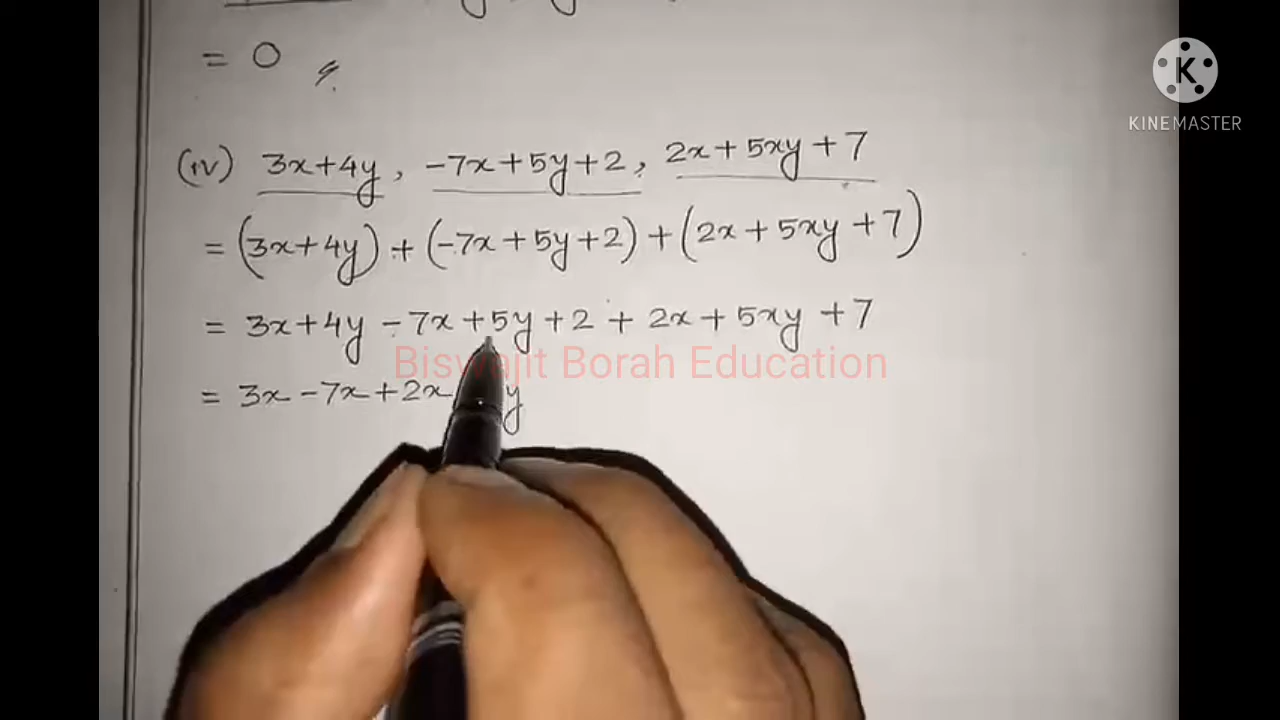 = 0
K
KINEMASTER
(iv) 3x+4y, -7x+5y+2, 2x+5xy+7
= (3x+4y) + (-7x+5y+2) + (2x+5xy+7)
= 3x+4y -7x+5y+2 + 2x+5xy+7
Biswajit Borah Education
= 3x-7x+2x y